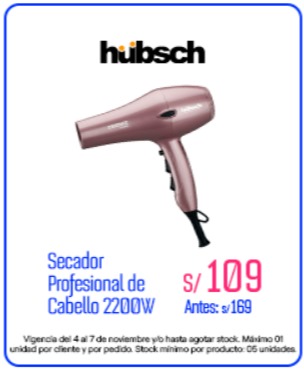 hübsch
hübsch
Secador
Profesional de
Cabello 2200W
S/ 109
Antes: s/169
Vigencia del 4 al 7 de noviembre y/o hasta agotar stock. Máximo 01
unidad por cliente y por pedido. Stock mínimo por producto: 05 unidades.